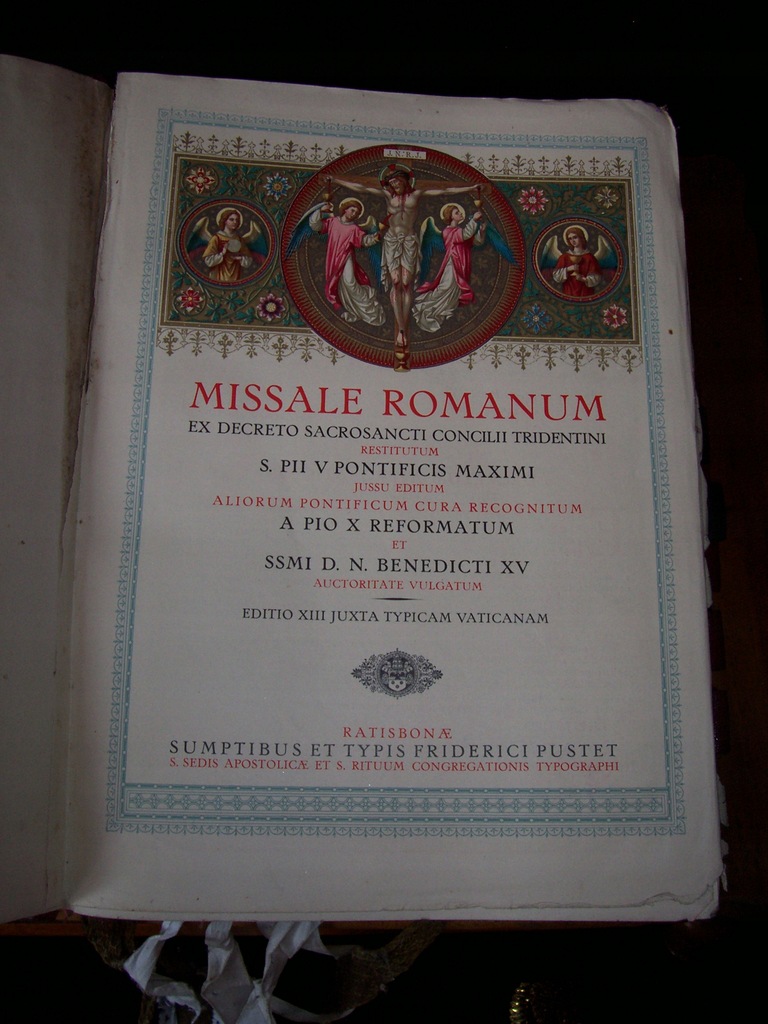 J.N.R.J.
MISSALE ROMANUM
EX DECRETO SACROSANCTI CONCILII TRIDENTINI
RESTITUTUM
S. PII V PONTIFICIS MAXIMI
JUSSU EDITUM
ALIORUM PONTIFICUM CURA RECOGNITUM
A PIO X REFORMATUM
ET
SSMI D. N. BENEDICTI XV
AUCTORITATE VULGATUM
EDITIO XIII JUXTA TYPICAM VATICANAM
RATISBONÆ
SUMPTIBUS ET TYPIS FRIDERICI PUSTET
S. SEDIS APOSTOLICÆ ET S. RITUUM CONGREGATIONIS TYPOGRAPHI